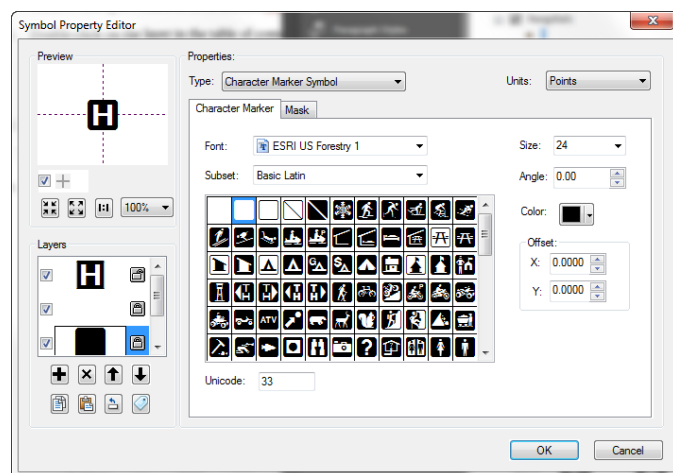 Symbol Property Editor
Preview
100%
Layers
H
Properties:
Type: Character Marker Symbol
Units: Points
Character Marker
Mask
Font: ESRI US Forestry 1
Subset: Basic Latin
Size: 24
Angle: 0.00
Color:
Offset:
X: 0.0000
Y: 0.0000
ATV
?
Unicode: 33
OK
Cancel